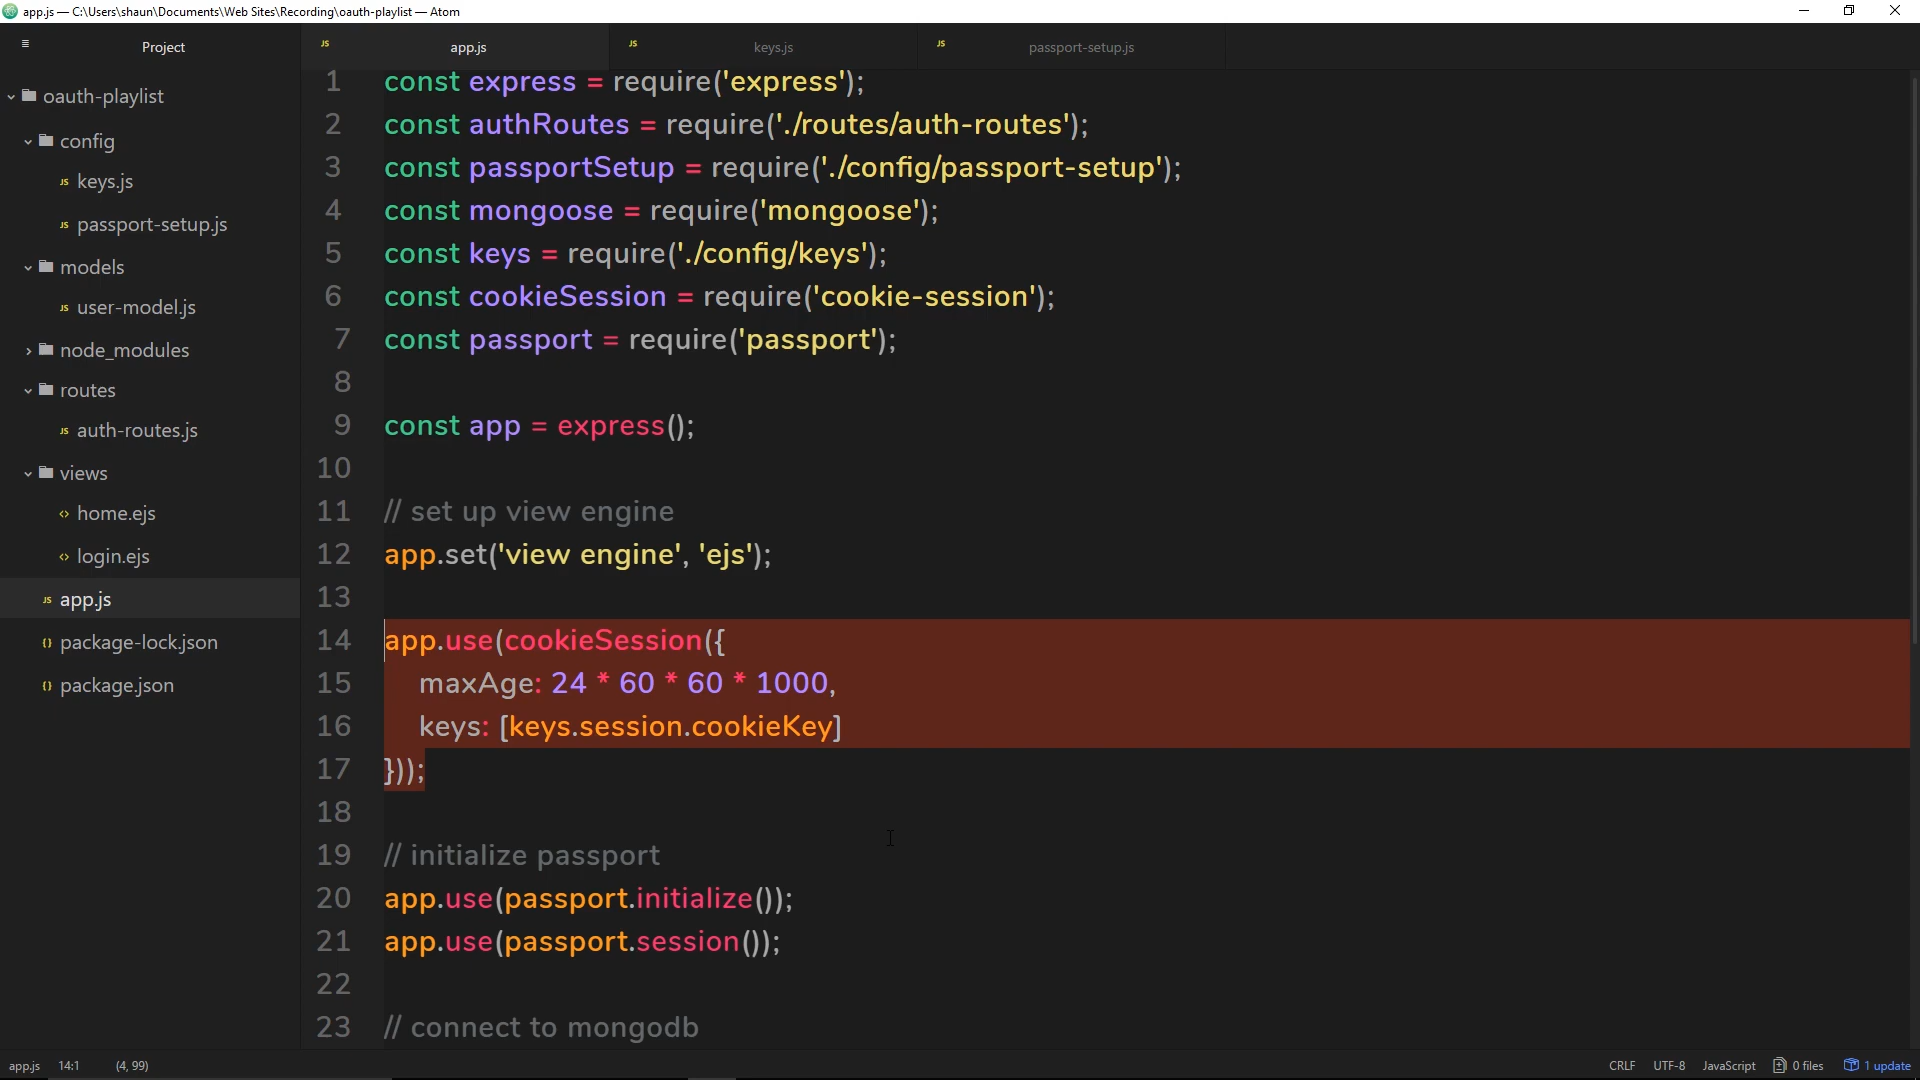 app.js — C:\Users\shaun\Documents\Web Sites\Recording\oauth-playlist — Atom
Project
oauth-playlist
config
keys.js
passport-setup.js
models
user-model.js
node_modules
routes
auth-routes.js
views
home.ejs
login.ejs
app.js
package-lock.json
package.json
JS app.js
JS keys.js
JS passport-setup.js
1 const express = require('express');
2 const authRoutes = require('./routes/auth-routes');
3 const passportSetup = require('./config/passport-setup');
4 const mongoose = require('mongoose');
5 const keys = require('./config/keys');
6 const cookieSession = require('cookie-session');
7 const passport = require('passport');
8
9 const app = express();
10
11 // set up view engine
12 app.set('view engine', 'ejs');
13
14 app.use(cookieSession({
15 maxAge: 24 * 60 * 60 * 1000,
16 keys: [keys.session.cookieKey]
17 }));
18
19 // initialize passport
20 app.use(passport.initialize());
21 app.use(passport.session());
22
23 // connect to mongodb
app.js 14:1 (4, 99) CRLF UTF-8 JavaScript 0 files 1 update